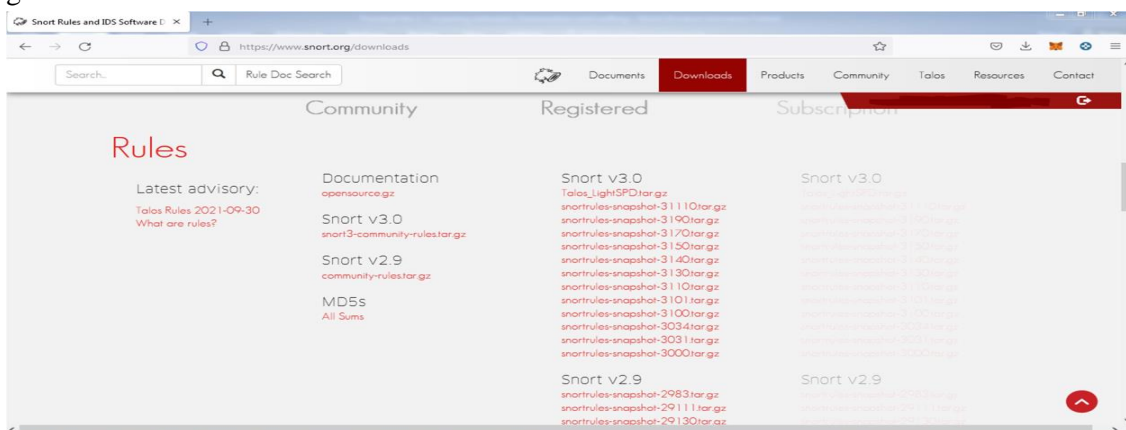 Snort Rules and IDS Software D
https://www.snort.org/downloads
Search..
Rule Doc Search
Documents
Downloads
Products
Community
Talos
Resources
Contact
Community
Registered
Subscription
Rules
Latest advisory:
Talos Rules 2021-09-30
What are rules?
Documentation
opensource.gz
Snort v3.0
snort3-community-rules.tar.gz
Snort v2.9
community-rules.tar.gz
MD5s
All Sums
Snort v3.0
Talos_LightSPD.tar.gz
snortrules-snapshot-31110.tar.gz
snortrules-snapshot-3190.tar.gz
snortrules-snapshot-3170.tar.gz
snortrules-snapshot-3150.tar.gz
snortrules-snapshot-3140.tar.gz
snortrules-snapshot-3130.tar.gz
snortrules-snapshot-3110.tar.gz
snortrules-snapshot-3101.tar.gz
snortrules-snapshot-3100.tar.gz
snortrules-snapshot-3034.tar.gz
snortrules-snapshot-3031.tar.gz
snortrules-snapshot-3000.tar.gz
Snort v2.9
snortrules-snapshot-2983.tar.gz
snortrules-snapshot-29111.tar.gz
snortrules-snapshot-29130.tar.gz
Snort v3.0
Snort v2.9